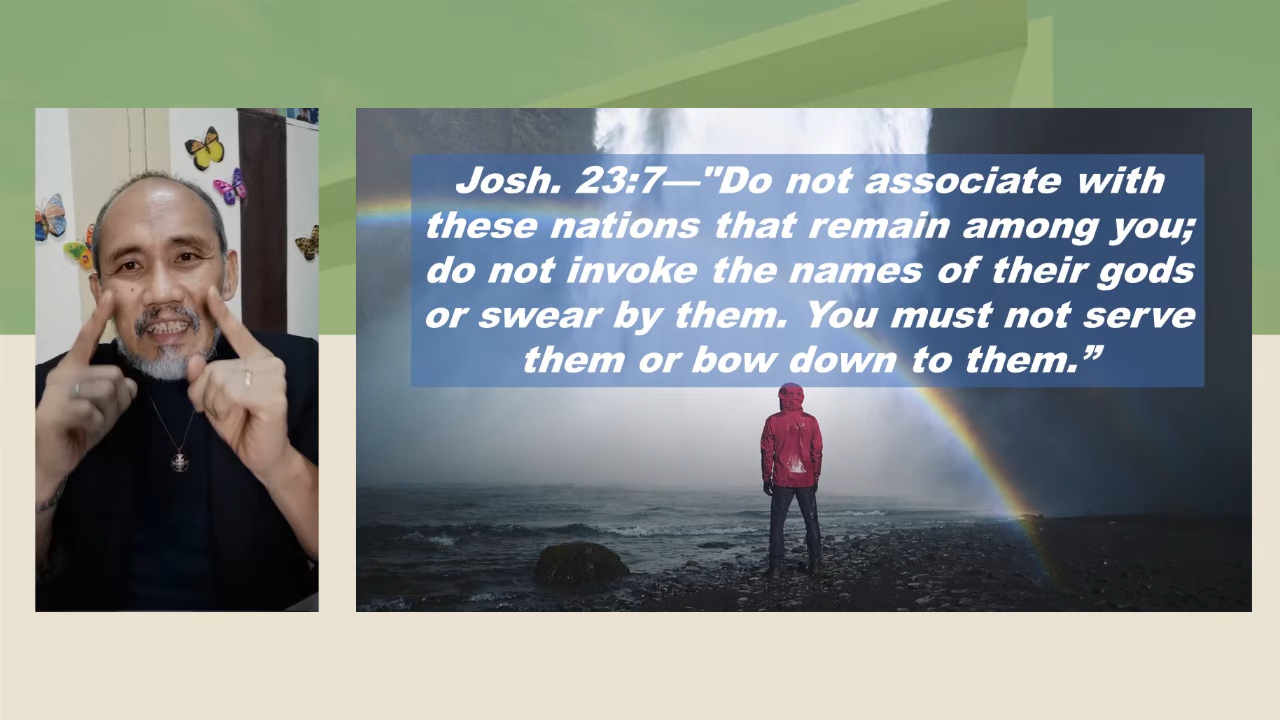 Josh. 23:7—"Do not associate with
these nations that remain among you;
do not invoke the names of their gods
or swear by them. You must not serve
them or bow down to them.”